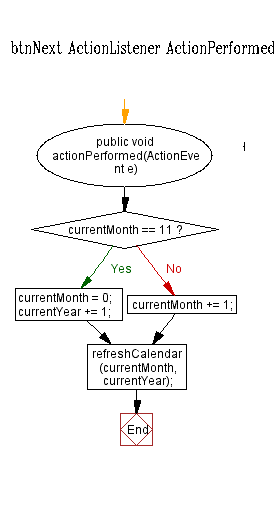 btnNext ActionListener ActionPerformed
public void
actionPerformed(ActionEve
nt e)
currentMonth == 11 ?
Yes
No
currentMonth = 0;
currentYear += 1;
currentMonth += 1;
refreshCalendar
(currentMonth,
currentYear);
End